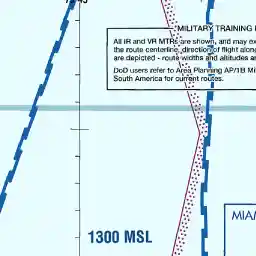 MILITARY TRAINING
All IR and VR MTRs are shown, and may ex
the route centerline, direction of flight along
are depicted - route widths and altitudes a
DoD users refer to Area Planning AP/1B Mil
South America for current routes.
1300 MSL
MIAM